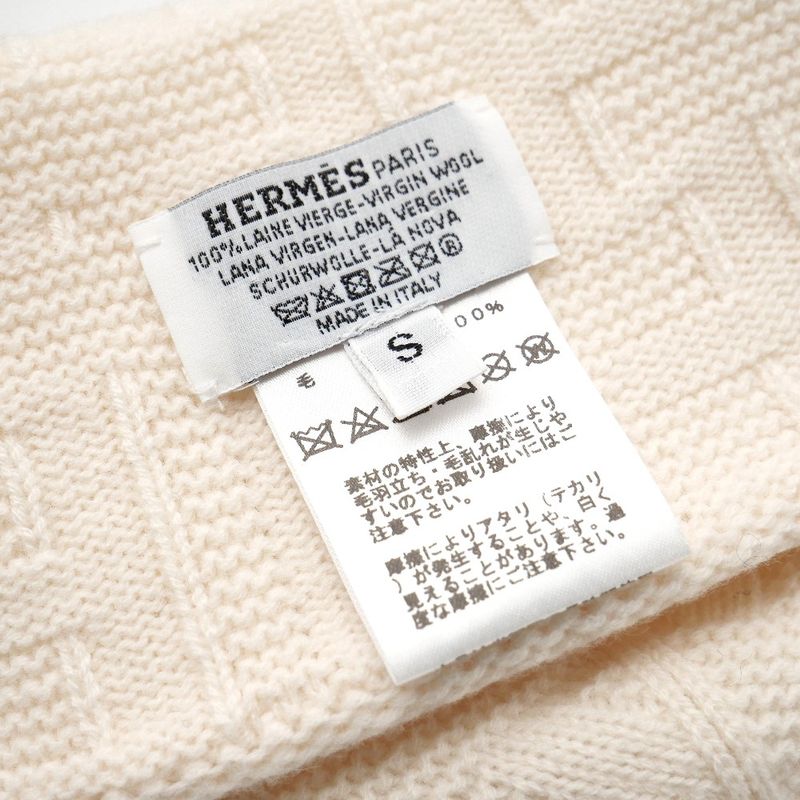 HERMÈS PARIS
100% LAINE VIERGE-VIRGIN WOOL
LANA VIRGEN-LANA VERGINE
SCHURWOLLE-LA NOVA
®
MADE IN ITALY
S
毛 00%
素材の特性上、摩擦により
毛羽立ち・毛乱れが生じや
すいのでお取り扱いにはご
注意下さい。
摩擦によりアタリ（テカリ
）が発生することや、白く
見えることがあります。過
度な摩擦にご注意下さい。